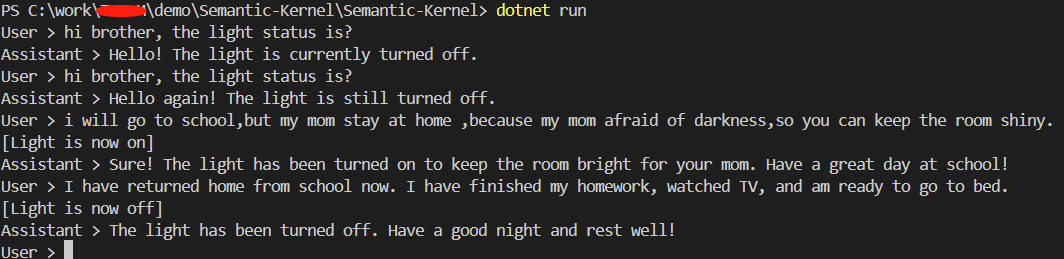 PS C:\work\ \demo\Semantic-Kernel\Semantic-Kernel> dotnet run
User > hi brother, the light status is?
Assistant > Hello! The light is currently turned off.
User > hi brother, the light status is?
Assistant > Hello again! The light is still turned off.
User > i will go to school,but my mom stay at home ,because my mom afraid of darkness,so you can keep the room shiny.
[Light is now on]
Assistant > Sure! The light has been turned on to keep the room bright for your mom. Have a great day at school!
User > I have returned home from school now. I have finished my homework, watched TV, and am ready to go to bed.
[Light is now off]
Assistant > The light has been turned off. Have a good night and rest well!
User >